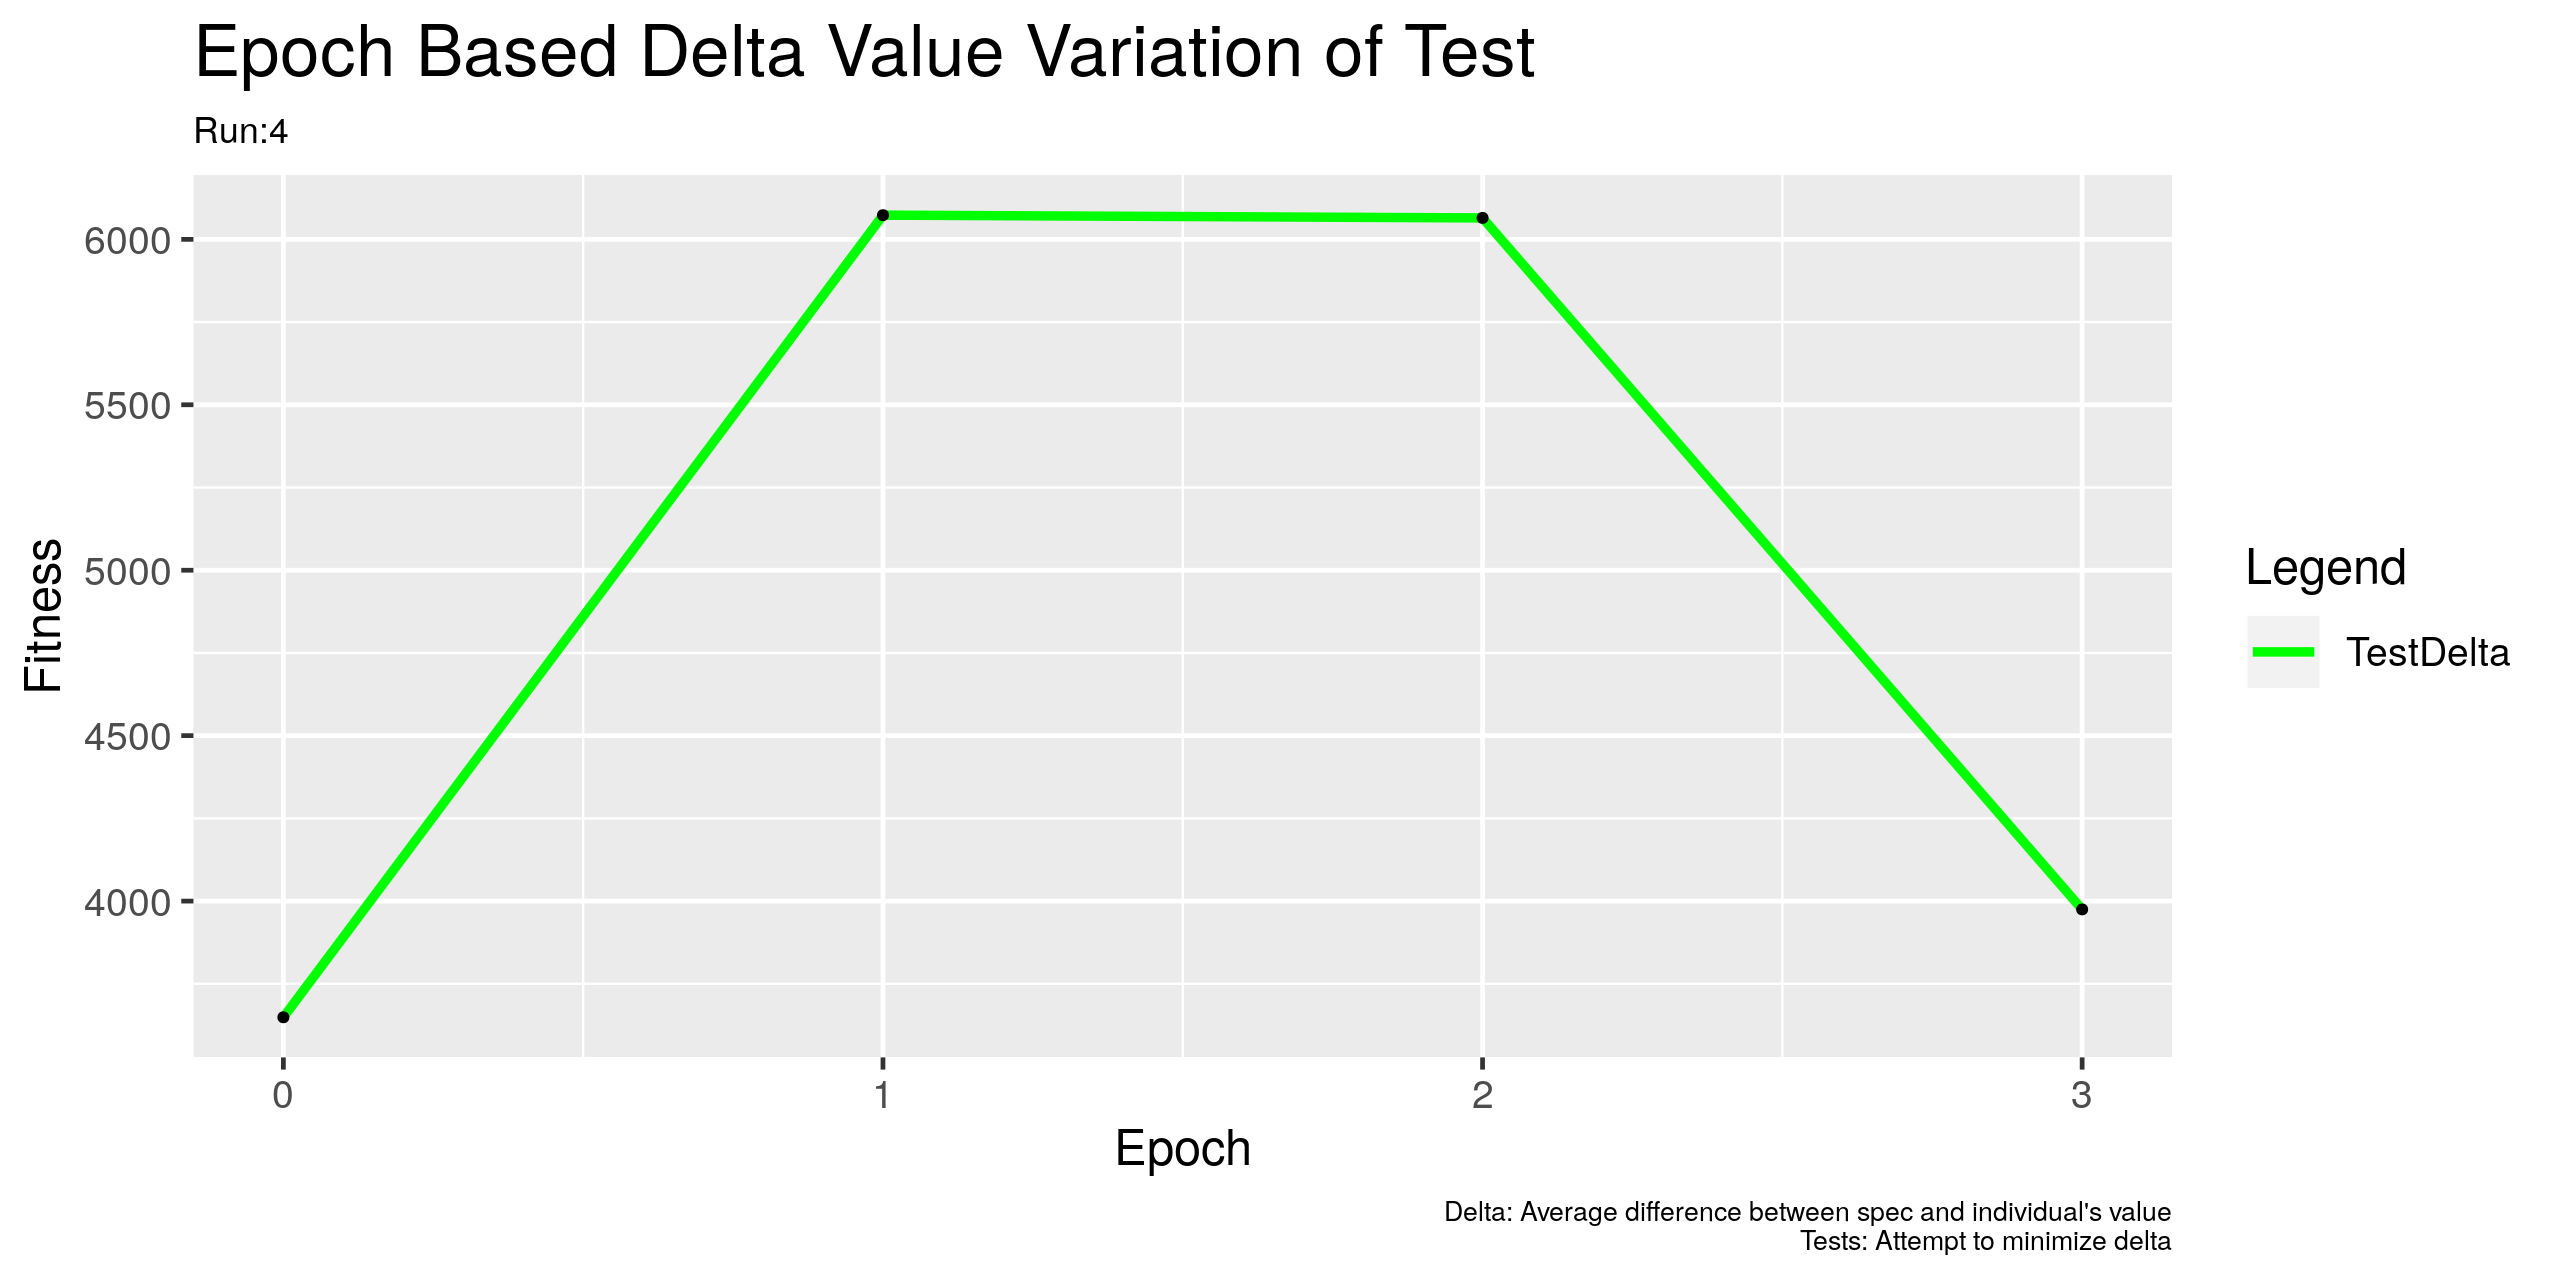 Epoch Based Delta Value Variation of Test
Run:4
6000
5500
5000
4500
4000
Fitness
0 1 2 3
Epoch
Legend
TestDelta
Delta: Average difference between spec and individual's value
Tests: Attempt to minimize delta